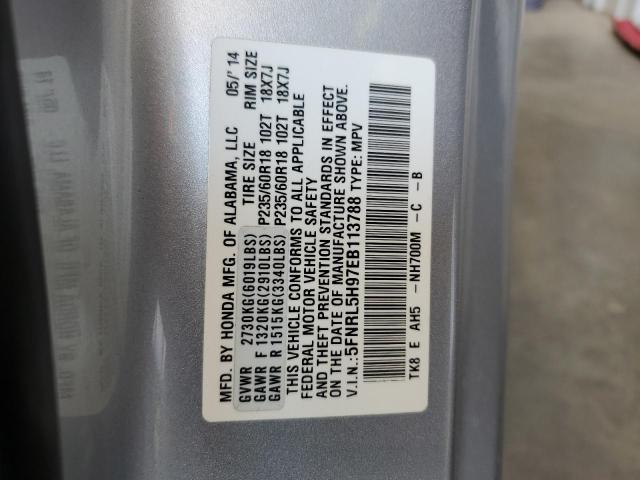 MFD. BY HONDA MFG. OF ALABAMA, LLC 05/'14
GVWR 2730KG(6019LBS) TIRE SIZE RIM SIZE
GAWR F 1320KG(2910LBS) P235/60R18 102T 18X7J
GAWR R 1515KG(3340LBS) P235/60R18 102T 18X7J
THIS VEHICLE CONFORMS TO ALL APPLICABLE
FEDERAL MOTOR VEHICLE SAFETY
AND THEFT PREVENTION STANDARDS IN EFFECT
ON THE DATE OF MANUFACTURE SHOWN ABOVE.
V.I.N.: 5FNRL5H97EB113788 TYPE: MPV
TK8 E AH5 -NH700M -C -B